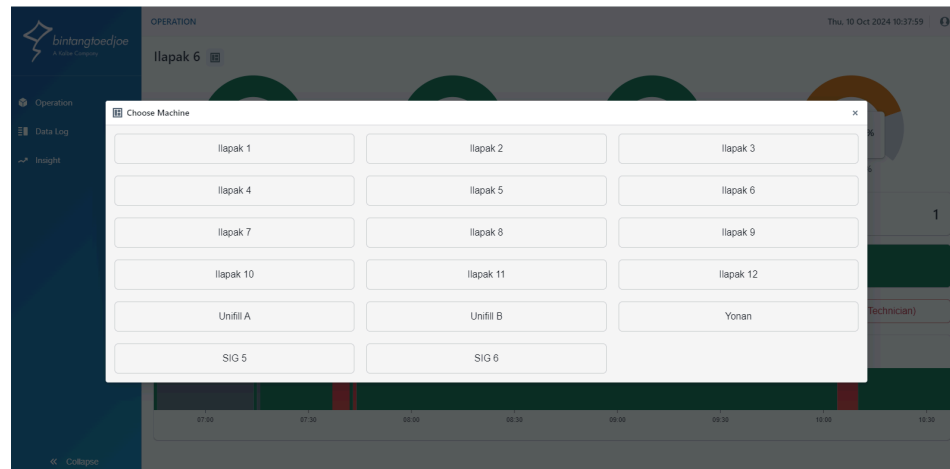 bintangtoedjoe
A Kalbe Company
OPERATION
Thu, 10 Oct 2024 10:37:59
Ilapak 6
Operation
Data Log
Insight
Choose Machine
×
Ilapak 1
Ilapak 2
Ilapak 3
Ilapak 4
Ilapak 5
Ilapak 6
Ilapak 7
Ilapak 8
Ilapak 9
Ilapak 10
Ilapak 11
Ilapak 12
Unifill A
Unifill B
Yonan
SIG 5
SIG 6
%
1
Technician)
07:00
07:30
08:00
08:30
09:00
09:30
10:00
10:30
Collapse